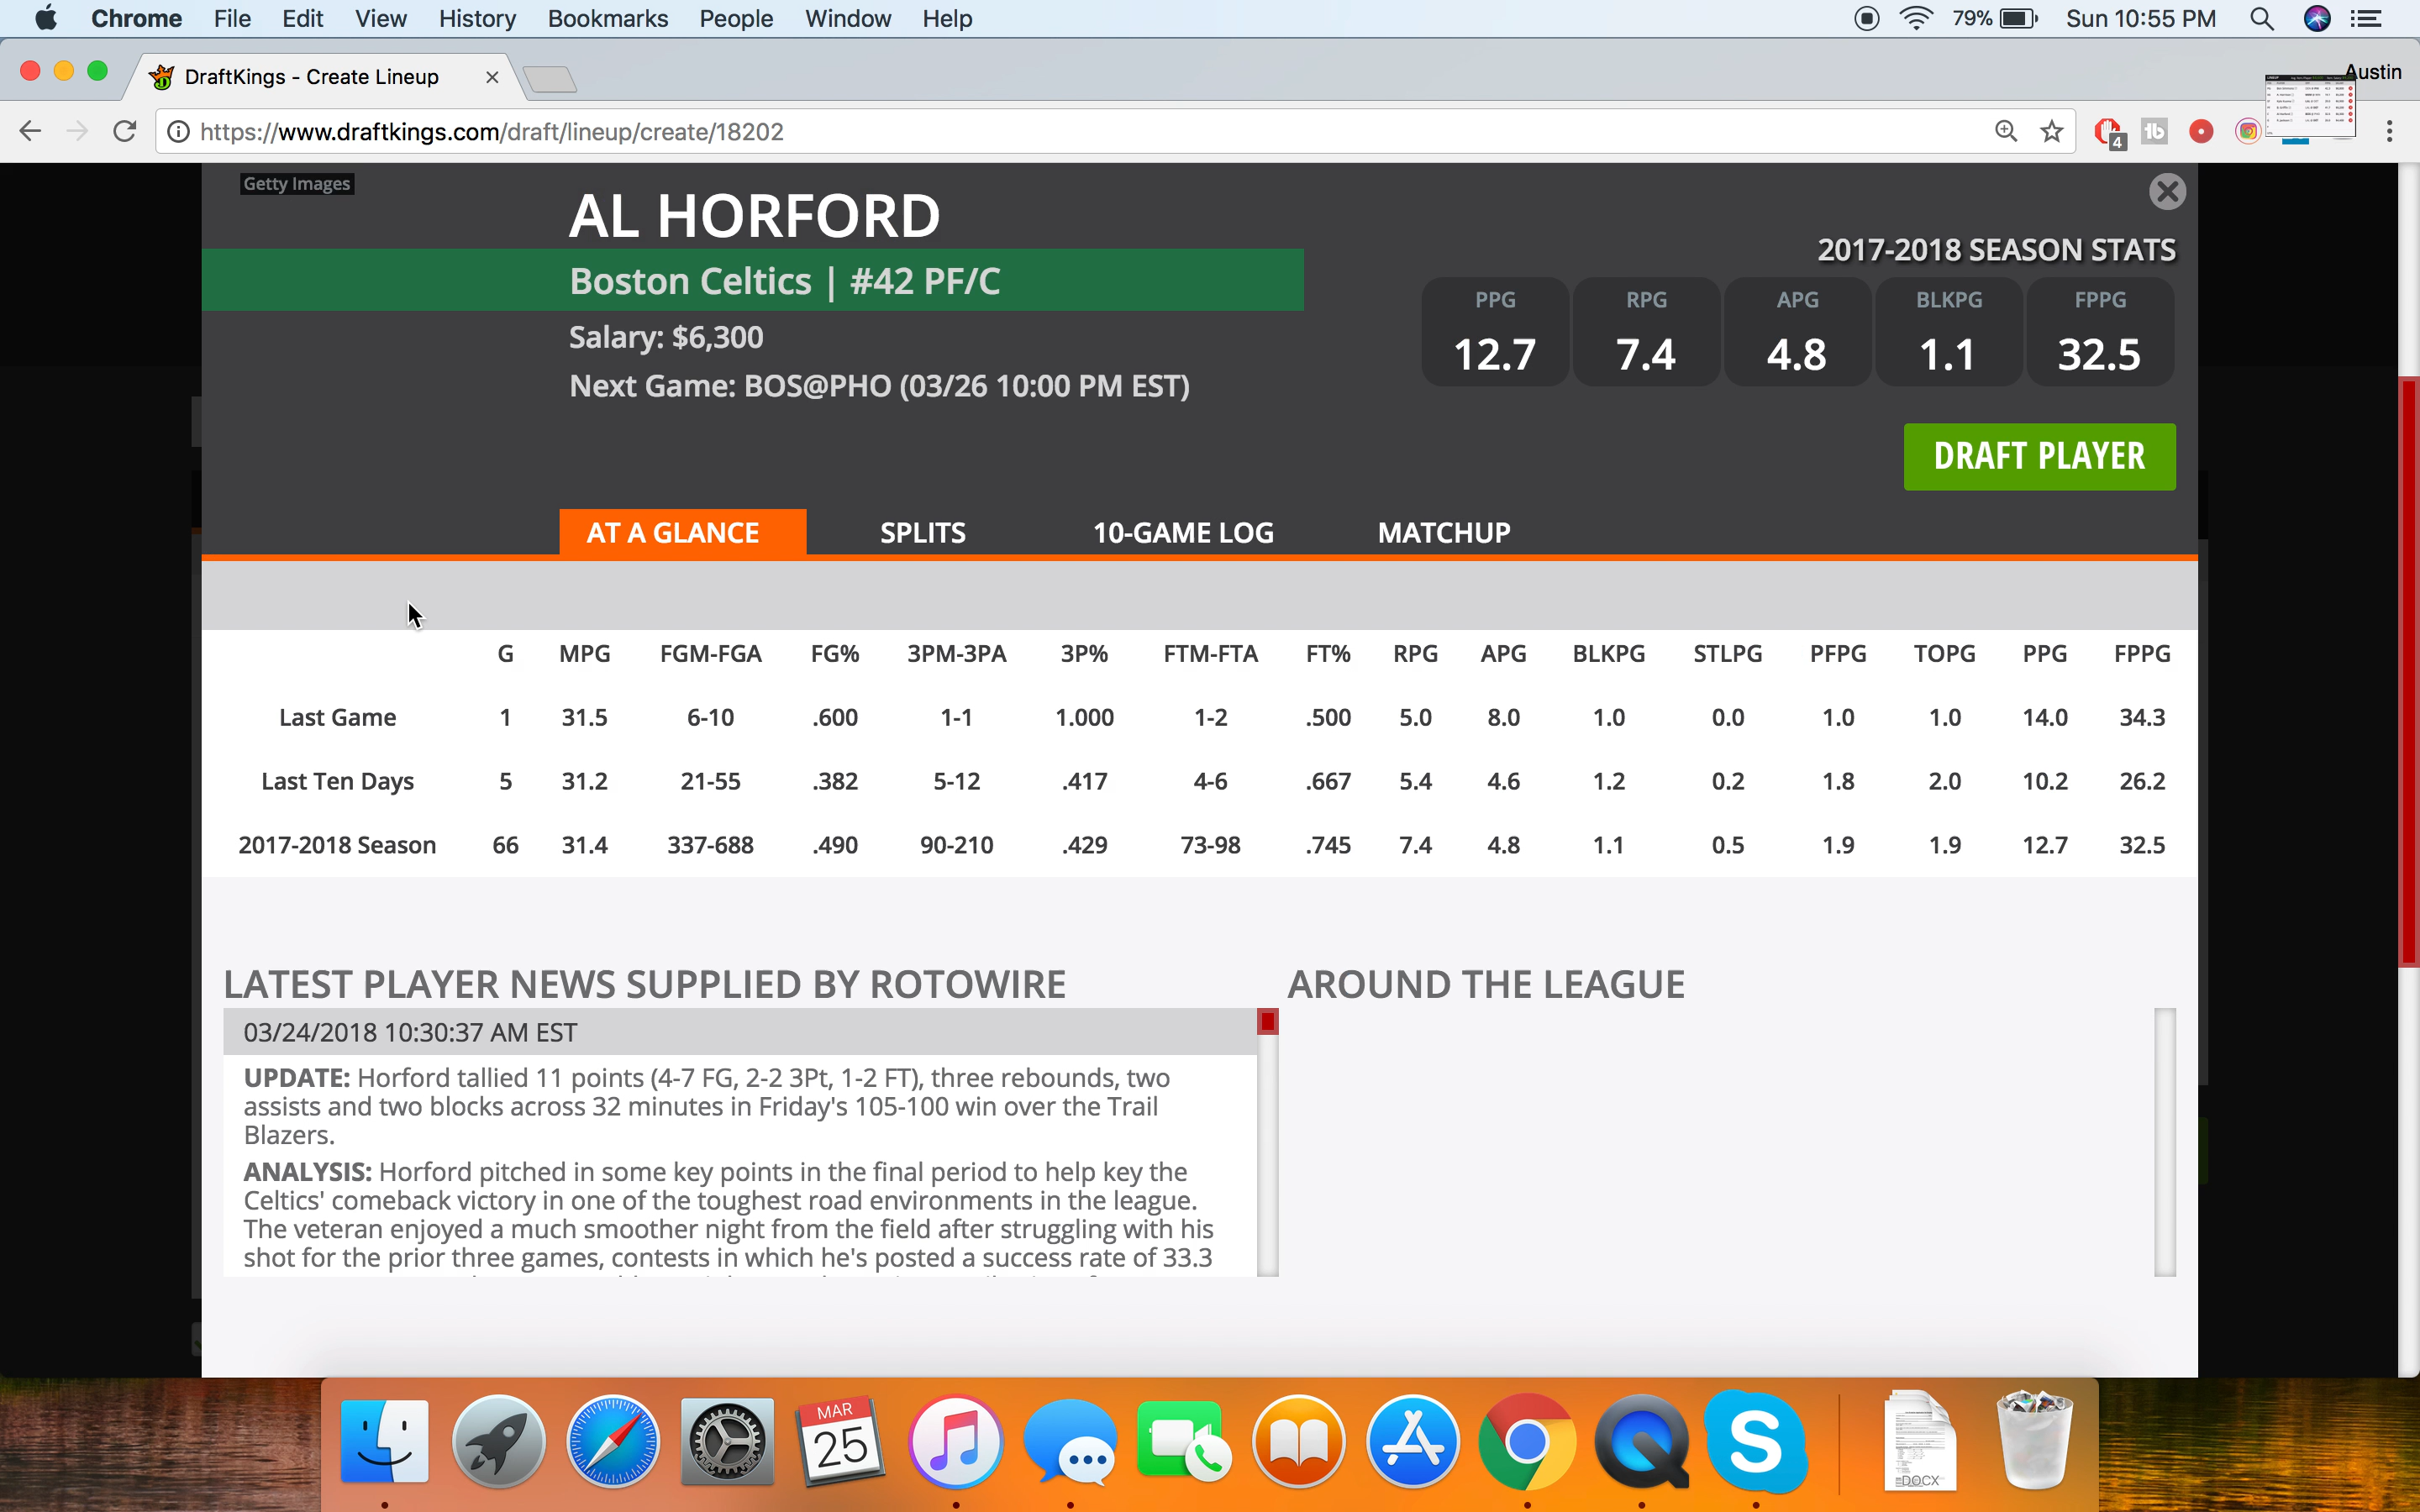 Chrome File Edit View History Bookmarks People Window Help 79% Sun 10:55 PM
DraftKings - Create Lineup
Austin
https://www.draftkings.com/draft/lineup/create/18202
4
Getty Images
AL HORFORD
Boston Celtics | #42 PF/C
Salary: $6,300
Next Game: BOS@PHO (03/26 10:00 PM EST)
2017-2018 SEASON STATS
PPG RPG APG BLKPG FPPG
12.7 7.4 4.8 1.1 32.5
DRAFT PLAYER
AT A GLANCE SPLITS 10-GAME LOG MATCHUP
G MPG FGM-FGA FG% 3PM-3PA 3P% FTM-FTA FT% RPG APG BLKPG STLPG PFPG TOPG PPG FPPG
Last Game 1 31.5 6-10 .600 1-1 1.000 1-2 .500 5.0 8.0 1.0 0.0 1.0 1.0 14.0 34.3
Last Ten Days 5 31.2 21-55 .382 5-12 .417 4-6 .667 5.4 4.6 1.2 0.2 1.8 2.0 10.2 26.2
2017-2018 Season 66 31.4 337-688 .490 90-210 .429 73-98 .745 7.4 4.8 1.1 0.5 1.9 1.9 12.7 32.5
LATEST PLAYER NEWS SUPPLIED BY ROTOWIRE
03/24/2018 10:30:37 AM EST
UPDATE: Horford tallied 11 points (4-7 FG, 2-2 3Pt, 1-2 FT), three rebounds, two
assists and two blocks across 32 minutes in Friday's 105-100 win over the Trail
Blazers.
ANALYSIS: Horford pitched in some key points in the final period to help key the
Celtics' comeback victory in one of the toughest road environments in the league.
The veteran enjoyed a much smoother night from the field after struggling with his
shot for the prior three games, contests in which he's posted a success rate of 33.3
AROUND THE LEAGUE
MAR
25
DOCX